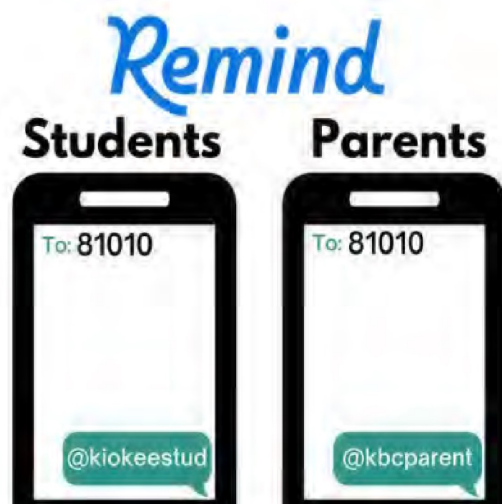 Remind
Students Parents
To: 81010 To: 81010
@kiokeestud @kbcparent